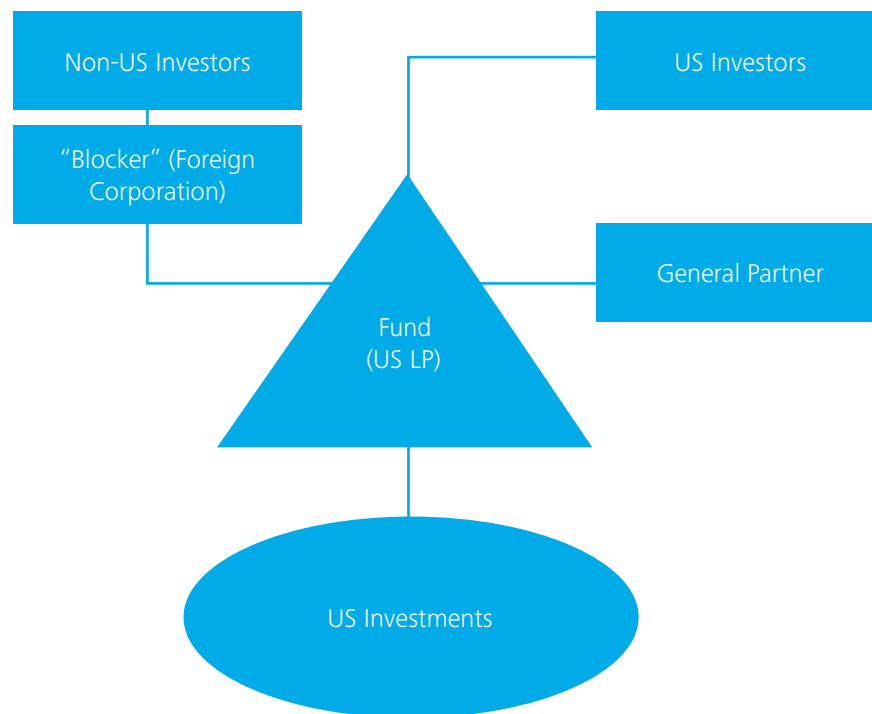 Non-US Investors
US Investors
“Blocker” (Foreign
Corporation)
General Partner
Fund
(US LP)
US Investments